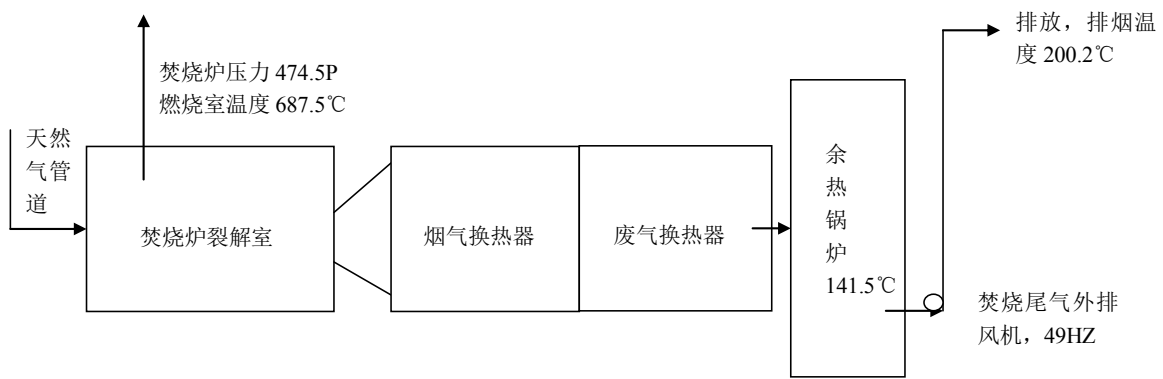 排放，排烟温
度 200.2℃
焚烧炉压力 474.5P
燃烧室温度 687.5℃
天然
气管
道
焚烧炉裂解室
烟气换热器
废气换热器
余
热
锅
炉
141.5℃
焚烧尾气外排
风机，49HZ